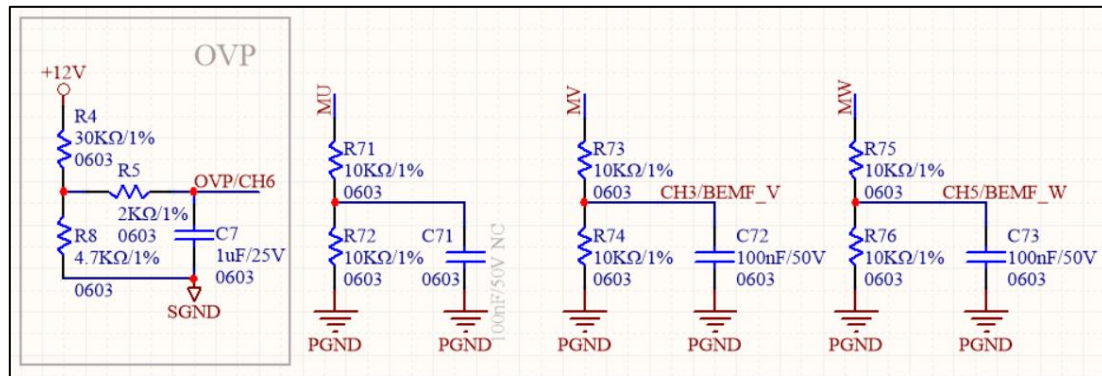 OVP
+12V
R4
30KΩ/1%
0603
R5
OVP/CH6
2KΩ/1%
0603
R8
4.7KΩ/1%
0603
C7
1uF/25V
0603
SGND
MU
R71
10KΩ/1%
0603
R72
10KΩ/1%
0603
C71
0603
100nF/50V NC
PGND
PGND
MV
R73
10KΩ/1%
0603
CH3/BEMF_V
R74
10KΩ/1%
0603
C72
100nF/50V
0603
PGND
PGND
MW
R75
10KΩ/1%
0603
CH5/BEMF_W
R76
10KΩ/1%
0603
C73
100nF/50V
0603
PGND
PGND